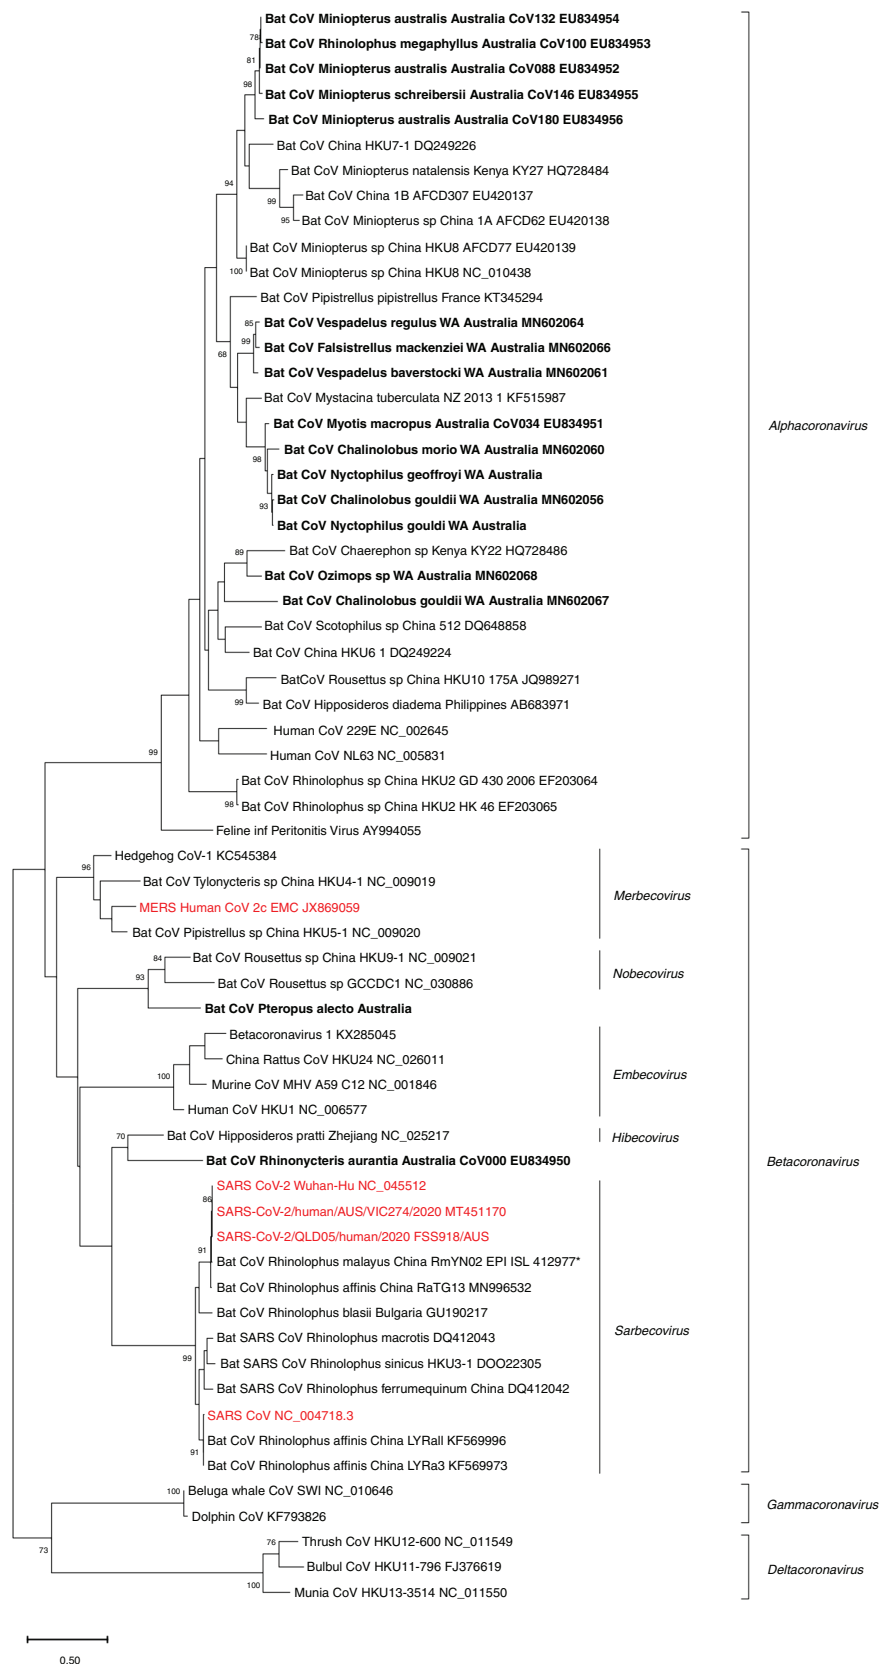 Bat CoV Miniopterus australis Australia CoV132 EU834954
78
Bat CoV Rhinolophus megaphyllus Australia CoV100 EU834953
81
Bat CoV Miniopterus australis Australia CoV088 EU834952
98
Bat CoV Miniopterus schreibersii Australia CoV146 EU834955
Bat CoV Miniopterus australis Australia CoV180 EU834956
Bat CoV China HKU7-1 DQ249226
Bat CoV Miniopterus natalensis Kenya KY27 HQ728484
94
99
Bat CoV China 1B AFCD307 EU420137
95
Bat CoV Miniopterus sp China 1A AFCD62 EU420138
Bat CoV Miniopterus sp China HKU8 AFCD77 EU420139
100
Bat CoV Miniopterus sp China HKU8 NC_010438
Bat CoV Pipistrellus pipistrellus France KT345294
85
Bat CoV Vespadelus regulus WA Australia MN602064
99
Bat CoV Falsistrellus mackenziei WA Australia MN602066
68
Bat CoV Vespadelus baverstocki WA Australia MN602061
Bat CoV Mystacina tuberculata NZ 2013 1 KF515987
Bat CoV Myotis macropus Australia CoV034 EU834951
Alphacoronavirus
Bat CoV Chalinolobus morio WA Australia MN602060
98
Bat CoV Nyctophilus geoffroyi WA Australia
Bat CoV Chalinolobus gouldii WA Australia MN602056
93
Bat CoV Nyctophilus gouldi WA Australia
89
Bat CoV Chaerephon sp Kenya KY22 HQ728486
Bat CoV Ozimops sp WA Australia MN602068
Bat CoV Chalinolobus gouldii WA Australia MN602067
Bat CoV Scotophilus sp China 512 DQ648858
Bat CoV China HKU6 1 DQ249224
BatCoV Rousettus sp China HKU10 175A JQ989271
99
Bat CoV Hipposideros diadema Philippines AB683971
Human CoV 229E NC_002645
99
Human CoV NL63 NC_005831
Bat CoV Rhinolophus sp China HKU2 GD 430 2006 EF203064
98
Bat CoV Rhinolophus sp China HKU2 HK 46 EF203065
Feline inf Peritonitis Virus AY994055
Hedgehog CoV-1 KC545384
96
Bat CoV Tylonycteris sp China HKU4-1 NC_009019
Merbecovirus
MERS Human CoV 2c EMC JX869059
Bat CoV Pipistrellus sp China HKU5-1 NC_009020
84
Bat CoV Rousettus sp China HKU9-1 NC_009021
93
Nobecovirus
Bat CoV Rousettus sp GCCDC1 NC_030886
Bat CoV Pteropus alecto Australia
Betacoronavirus 1 KX285045
China Rattus CoV HKU24 NC_026011
100
Embecovirus
Murine CoV MHV A59 C12 NC_001846
Human CoV HKU1 NC_006577
70
Bat CoV Hipposideros pratti Zhejiang NC_025217
Hibecovirus
Bat CoV Rhinonycteris aurantia Australia CoV000 EU834950
Betacoronavirus
SARS CoV-2 Wuhan-Hu NC_045512
86
SARS-CoV-2/human/AUS/VIC274/2020 MT451170
SARS-CoV-2/QLD05/human/2020 FSS918/AUS
91
Bat CoV Rhinolophus malayus China RmYN02 EPI ISL 412977*
Bat CoV Rhinolophus affinis China RaTG13 MN996532
Bat CoV Rhinolophus blasii Bulgaria GU190217
Sarbecovirus
Bat SARS CoV Rhinolophus macrotis DQ412043
99
Bat SARS CoV Rhinolophus sinicus HKU3-1 DOO22305
Bat SARS CoV Rhinolophus ferrumequinum China DQ412042
SARS CoV NC_004718.3
Bat CoV Rhinolophus affinis China LYRall KF569996
91
Bat CoV Rhinolophus affinis China LYRa3 KF569973
100
Beluga whale CoV SWI NC_010646
Gammacoronavirus
Dolphin CoV KF793826
76
Thrush CoV HKU12-600 NC_011549
73
Bulbul CoV HKU11-796 FJ376619
Deltacoronavirus
100
Munia CoV HKU13-3514 NC_011550
0.50